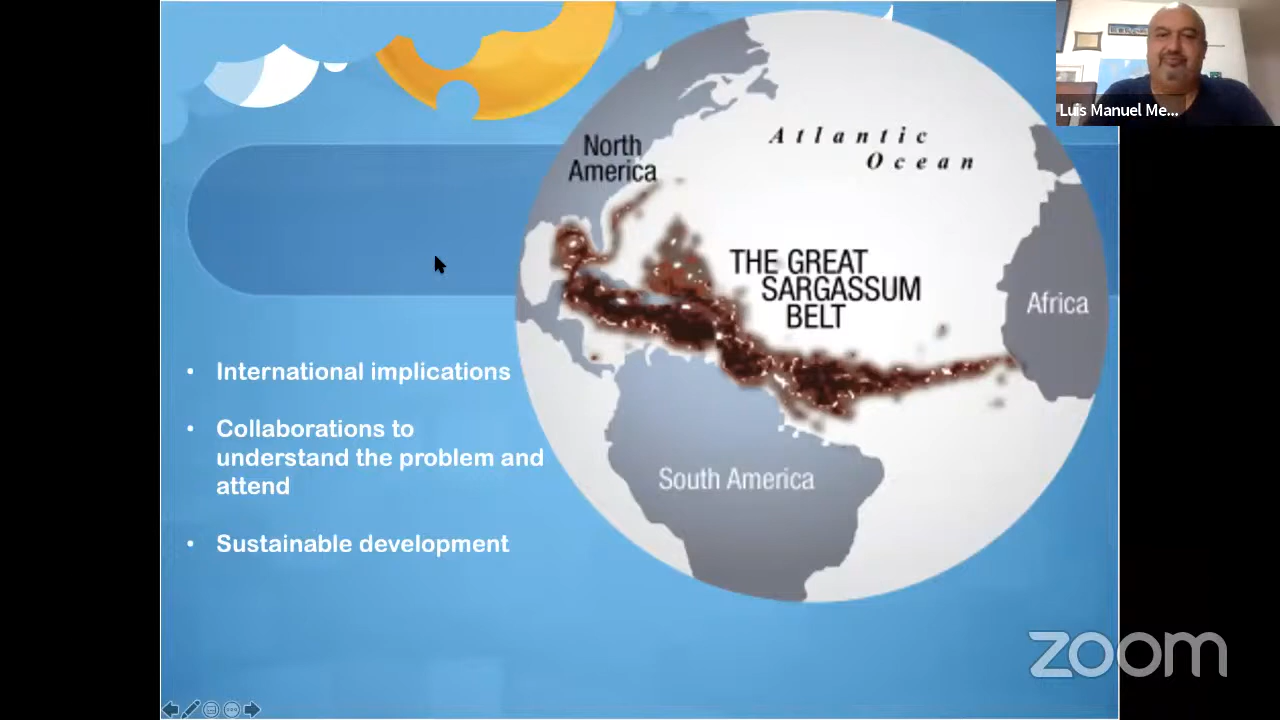 Luis Manuel Me...
North
America
Atlantic
Ocean
THE GREAT
SARGASSUM
BELT
Africa
South America
• International implications
• Collaborations to
understand the problem and
attend
• Sustainable development
zoom